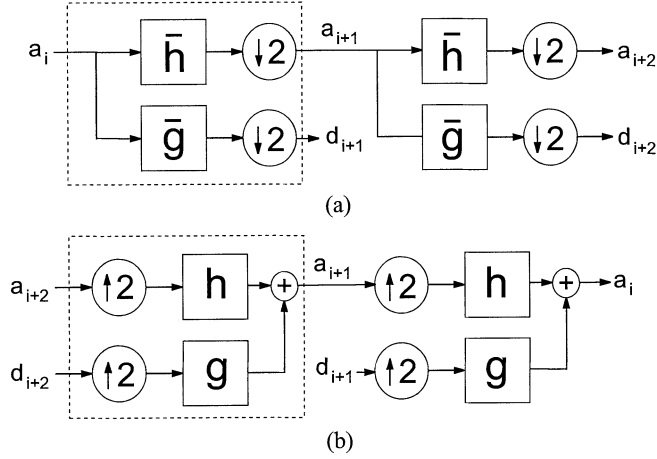 a_i h̄ ↓2 a_{i+1} h̄ ↓2 a_{i+2}
ḡ ↓2 d_{i+1} ḡ ↓2 d_{i+2}
(a)
a_{i+2} ↑2 h + a_{i+1} ↑2 h + a_i
d_{i+2} ↑2 g d_{i+1} ↑2 g
(b)